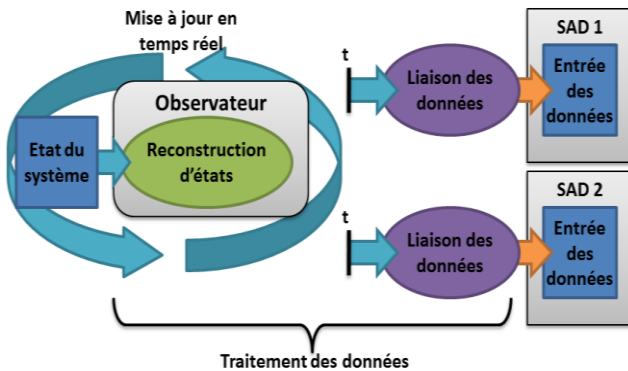 Mise à jour en
temps réel
Observateur
Etat du
système
Reconstruction
d'états
t
Liaison des
données
SAD 1
Entrée
des
données
t
Liaison des
données
SAD 2
Entrée
des
données
Traitement des données